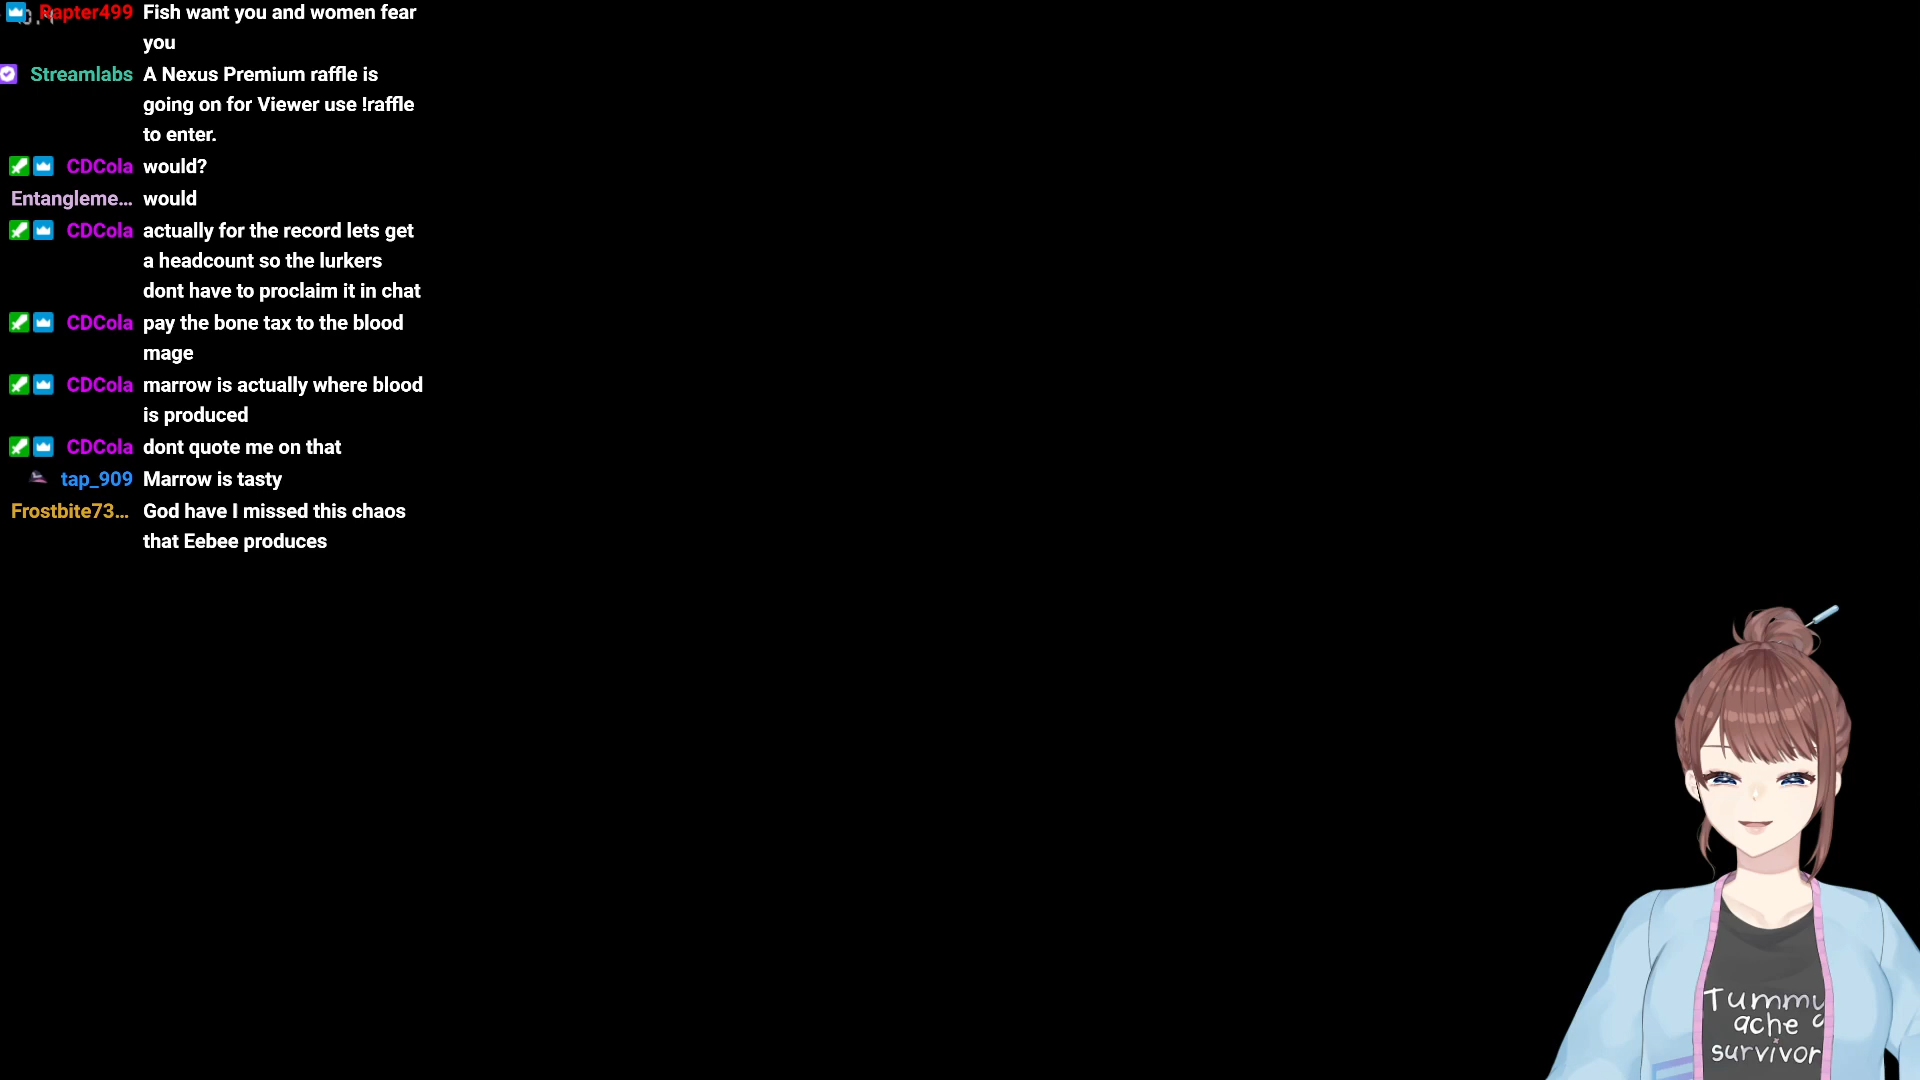 Rapter499 Fish want you and women fear
you
Streamlabs A Nexus Premium raffle is
going on for Viewer use !raffle
to enter.
CDCola would?
Entangleme... would
CDCola actually for the record lets get
a headcount so the lurkers
dont have to proclaim it in chat
CDCola pay the bone tax to the blood
mage
CDCola marrow is actually where blood
is produced
CDCola dont quote me on that
tap_909 Marrow is tasty
Frostbite73... God have I missed this chaos
that Eebee produces
Tummy
ache
survivor